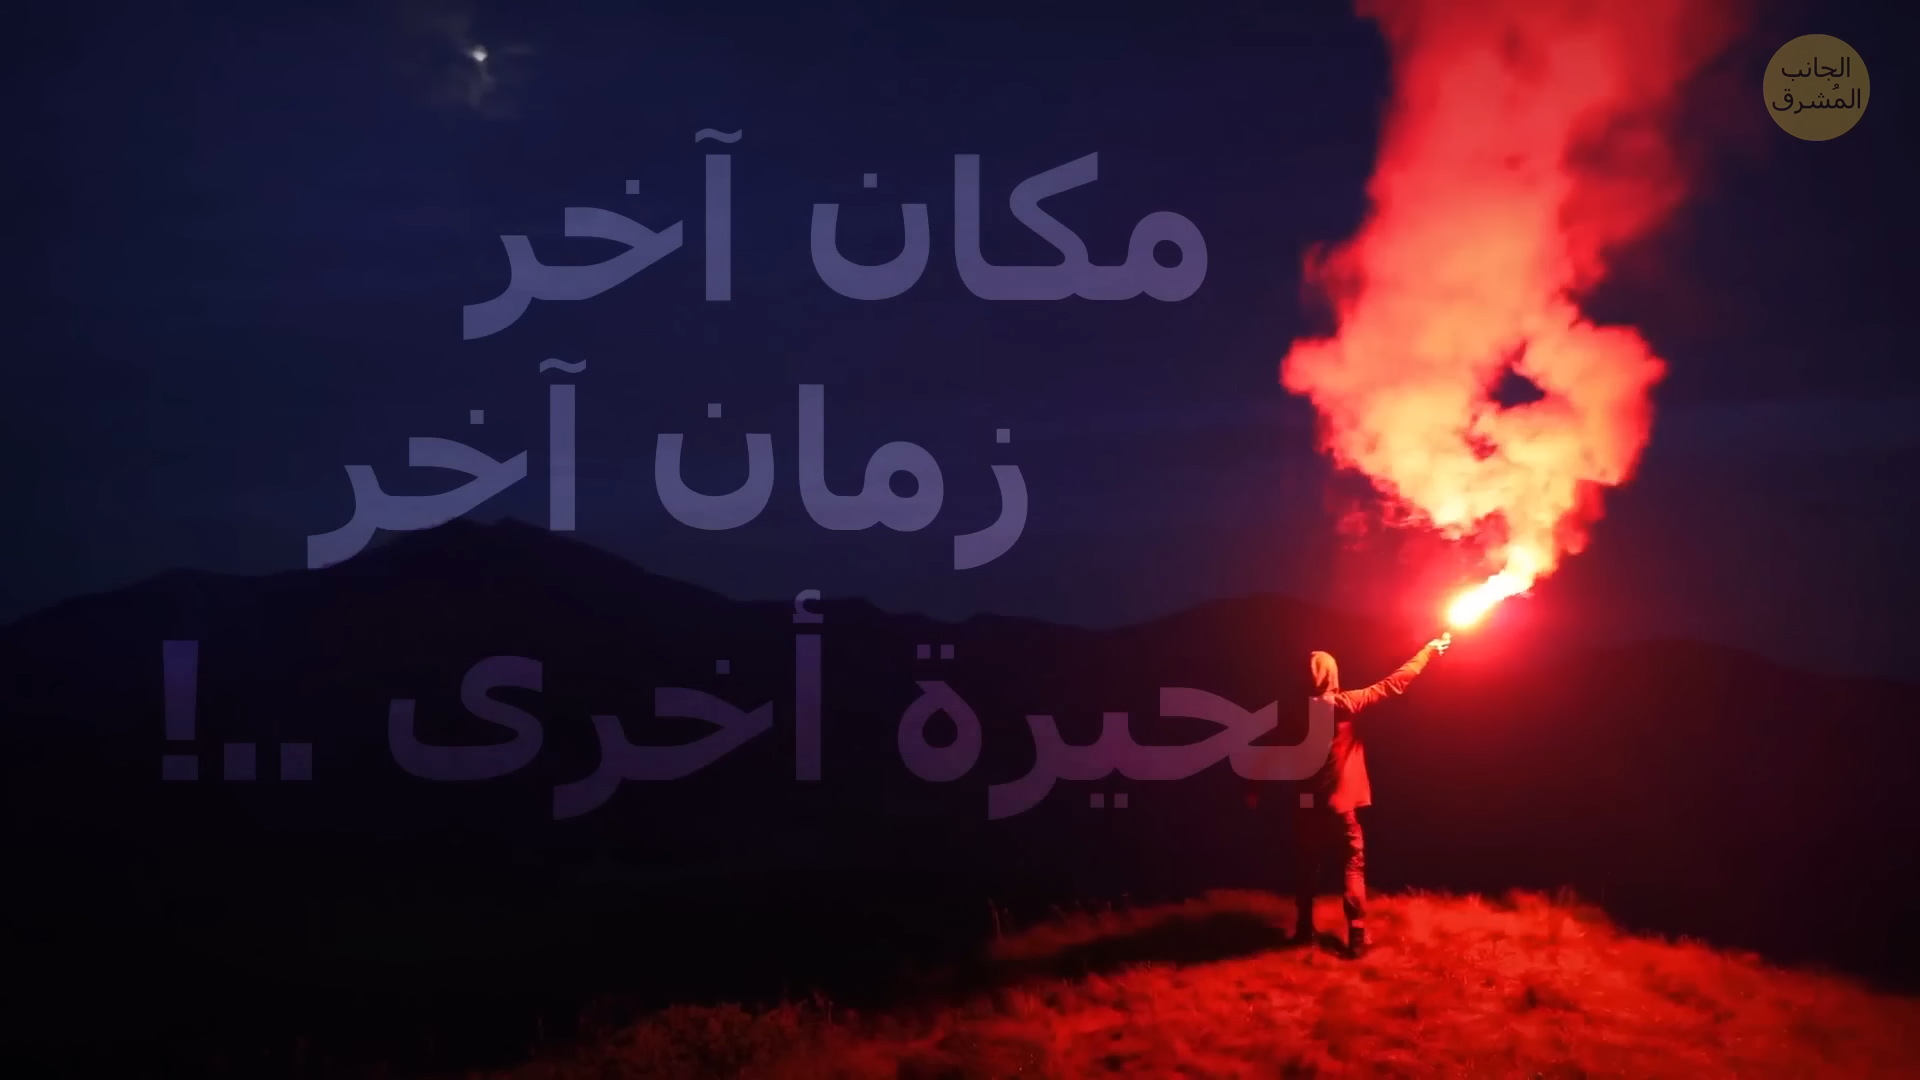 الجانب
المُشرق
مكان آخر
زمان آخر
بحيرة أخرى ..!